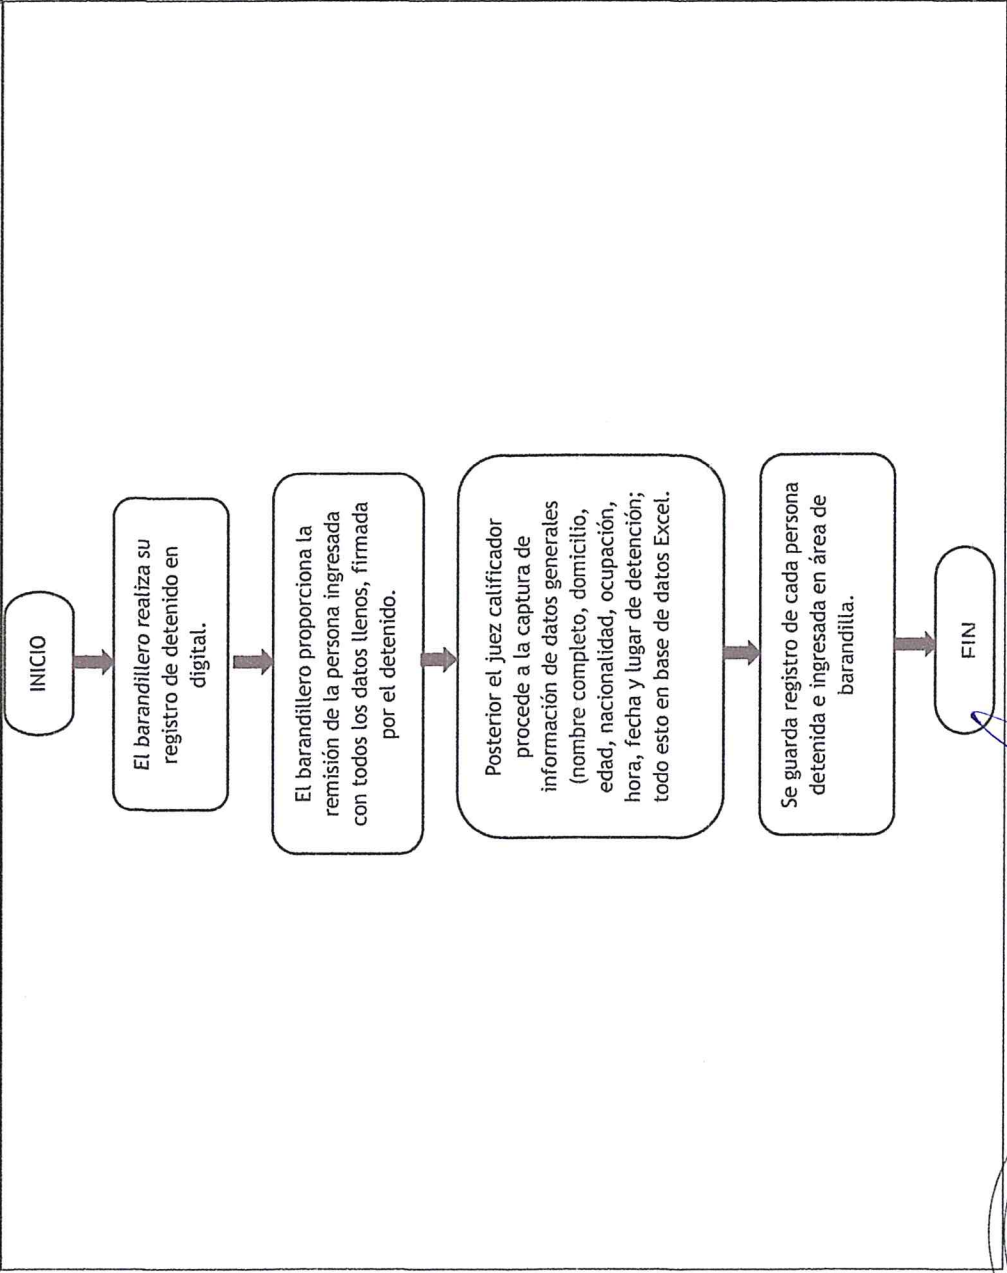 INICIO
El barandillero realiza su
registro de detenido en
digital.
El barandillero proporciona la
remisión de la persona ingresada
con todos los datos llenos, firmada
por el detenido.
Posterior el juez calificador
procede a la captura de
información de datos generales
(nombre completo, domicilio,
edad, nacionalidad, ocupación,
hora, fecha y lugar de detención;
todo esto en base de datos Excel.
Se guarda registro de cada persona
detenida e ingresada en área de
barandilla.
FIN